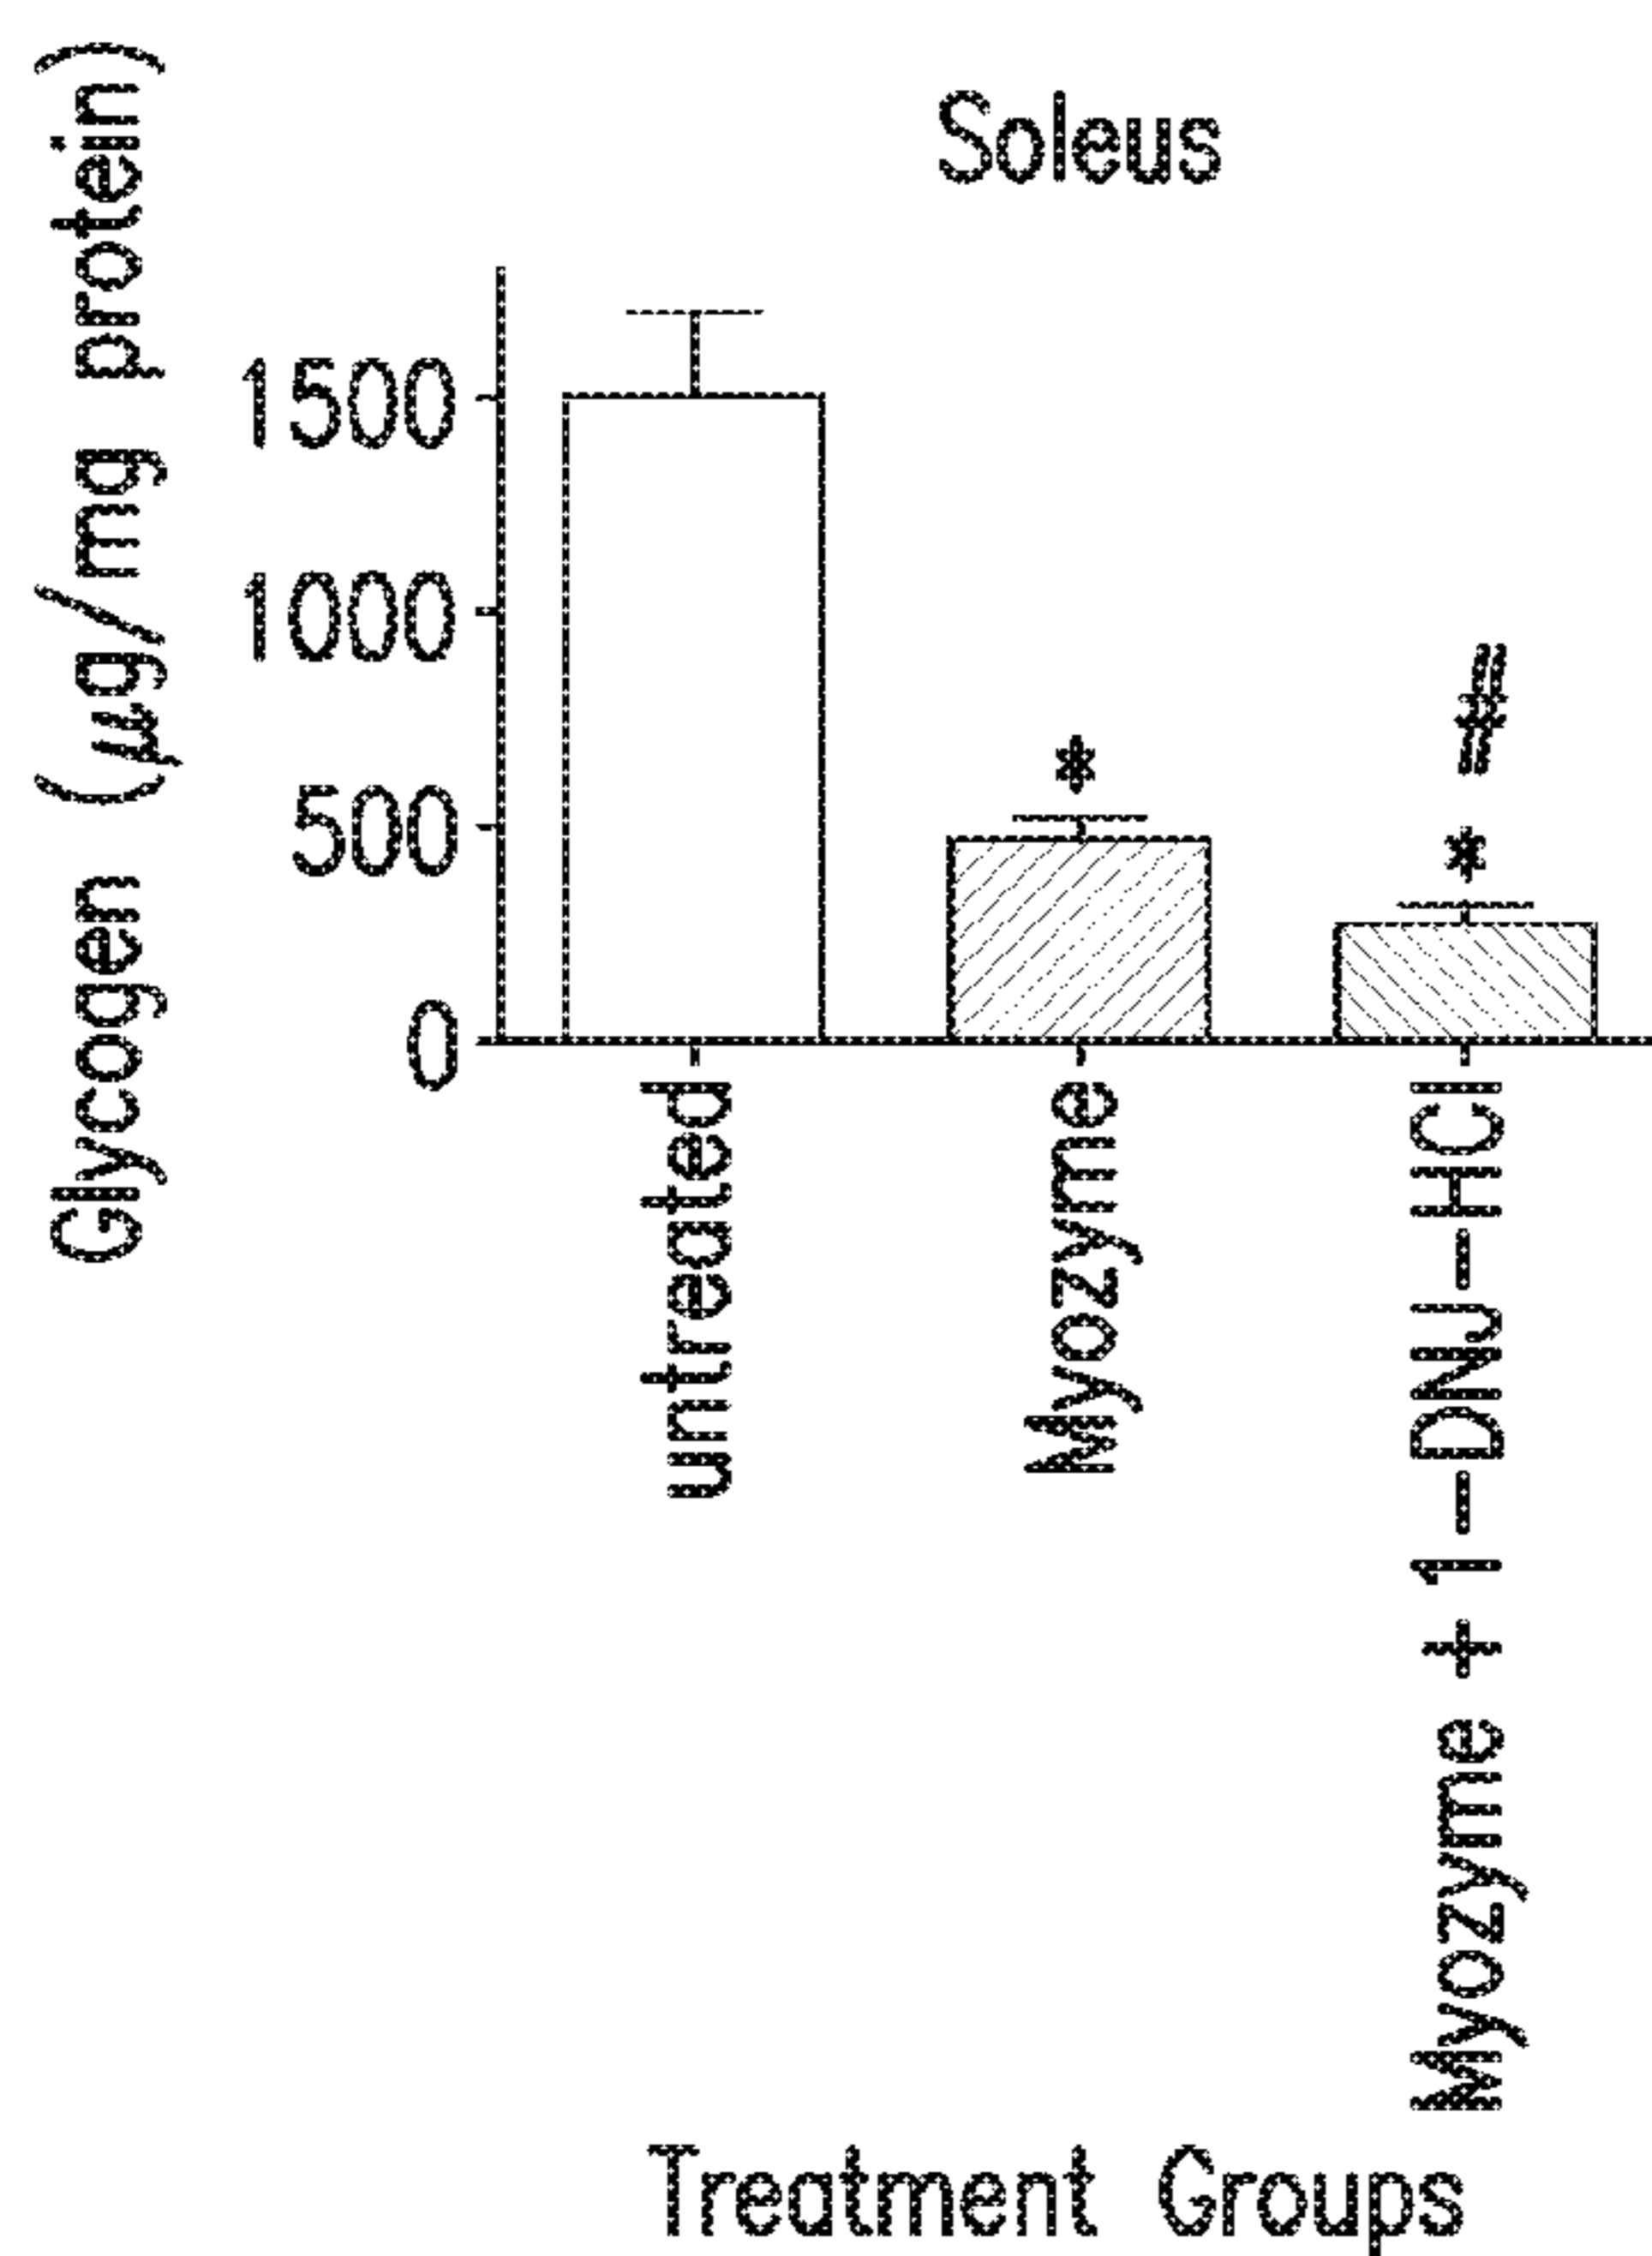 Soleus
Glycogen (μg/mg protein)
1500
1000
500
0
*
*
#
untreated
Myozyme
Myozyme + 1-DNJ-HCl
Treatment Groups